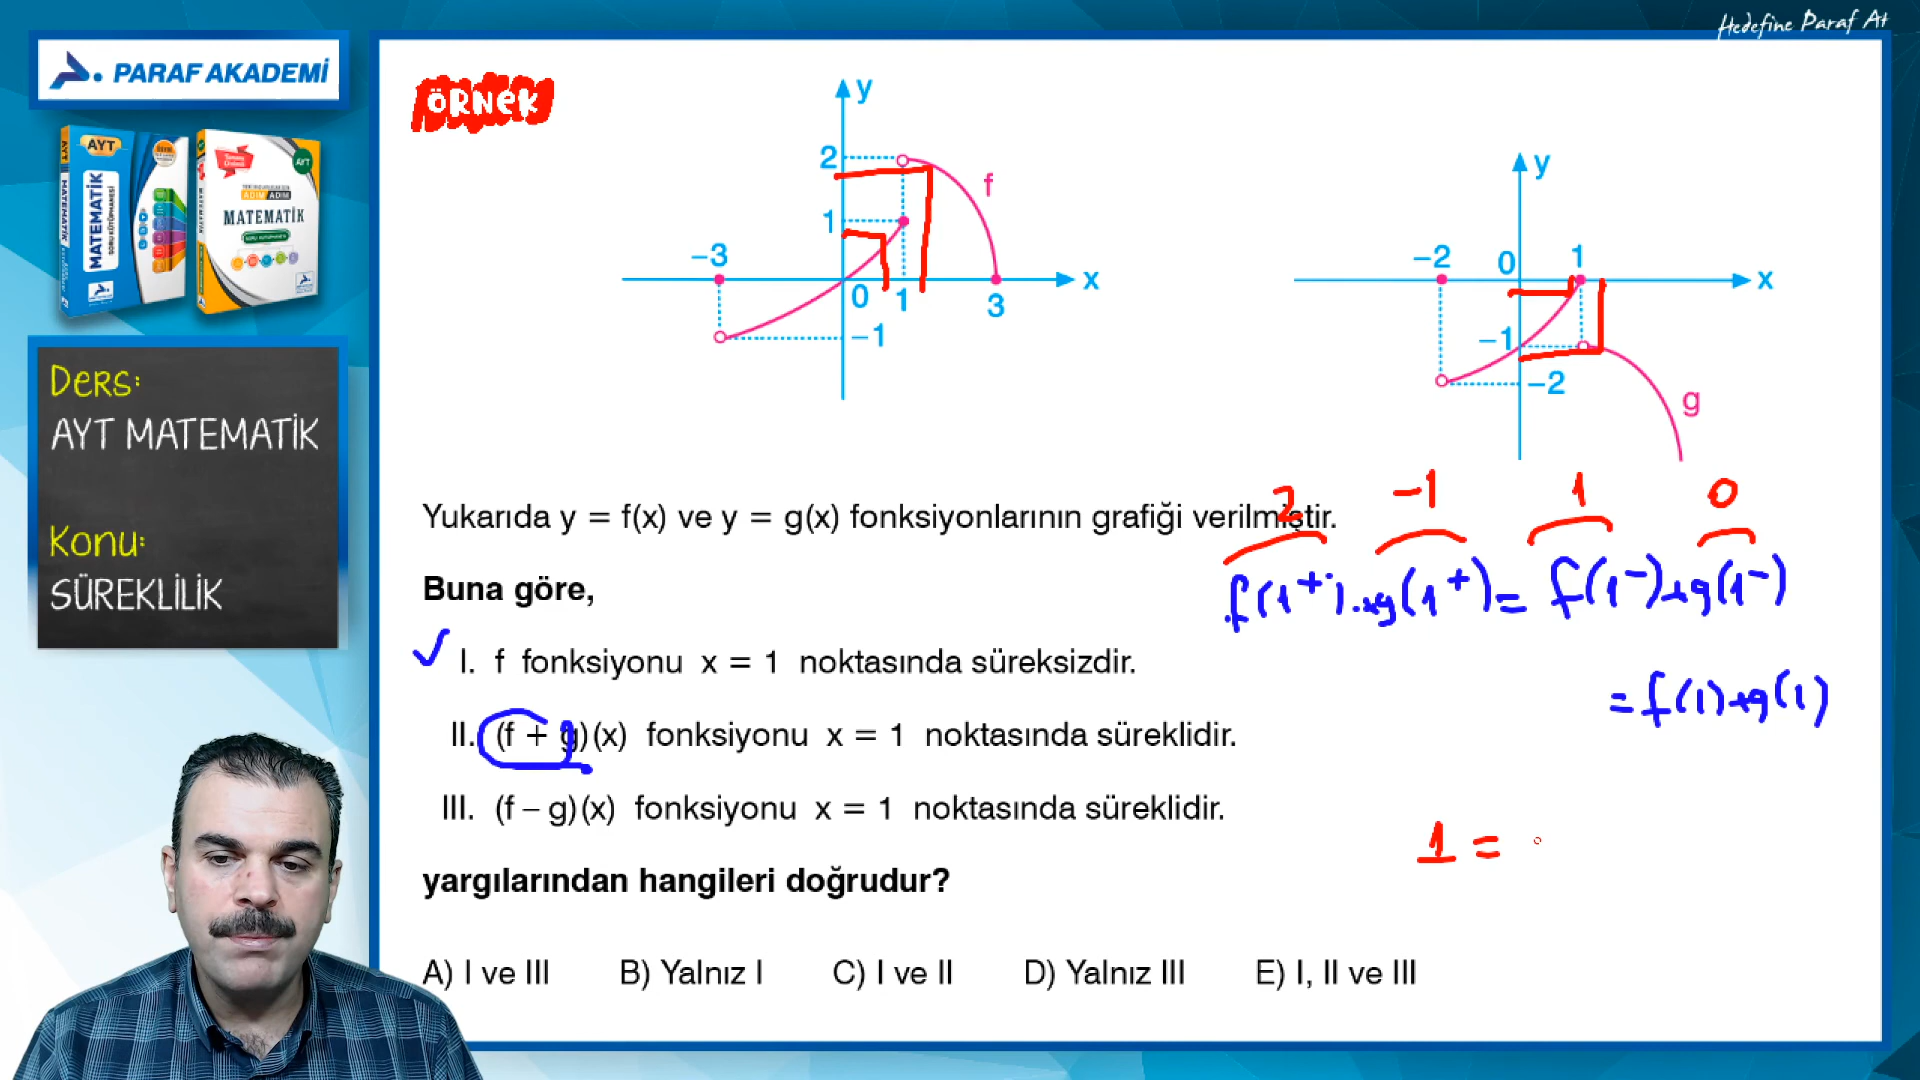 Hedefine Paraf At
PARAF AKADEMİ
ÖRNEK
AYT
MATEMATİK
AYT
ADIM ADIM
MATEMATİK
Ders:
AYT MATEMATİK
Konu:
SÜREKLİLİK
y
2
1
f
-3
0
1
3
x
-1
y
-2
0
1
x
-1
-2
g
Yukarıda y = f(x) ve y = g(x) fonksiyonlarının grafiği verilmiştir.
2 -1 1 0
f(1⁺)+g(1⁺)= f(1⁻)+g(1⁻)
= f(1)+g(1)
Buna göre,
✓ I. f fonksiyonu x = 1 noktasında süreksizdir.
II. (f + g)(x) fonksiyonu x = 1 noktasında süreklidir.
III. (f – g)(x) fonksiyonu x = 1 noktasında süreklidir.
1 =
yargılarından hangileri doğrudur?
A) I ve III B) Yalnız I C) I ve II D) Yalnız III E) I, II ve III